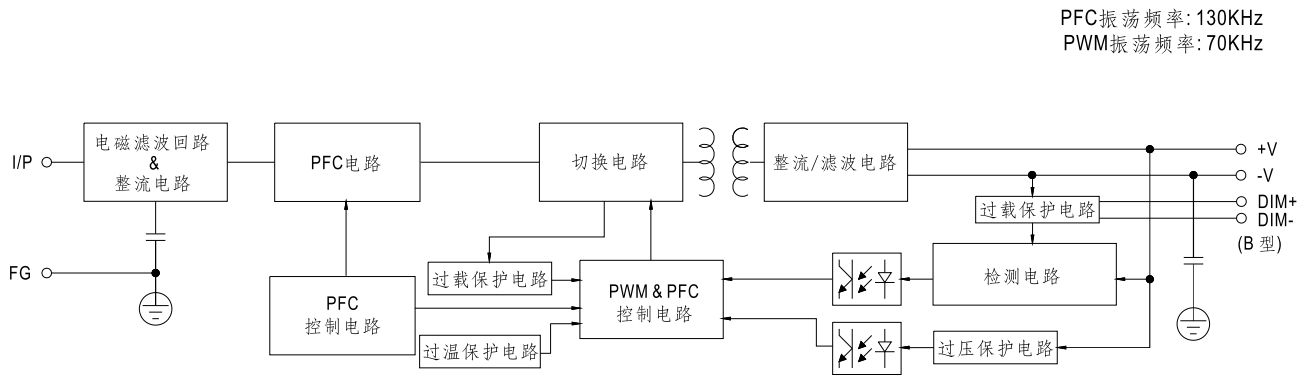 PFC振荡频率: 130KHz
PWM振荡频率: 70KHz
I/P
电磁滤波回路
&
整流电路
PFC电路
切换电路
整流/滤波电路
+V
-V
过载保护电路
DIM+
DIM-
(B 型)
FG
PFC
控制电路
过载保护电路
过温保护电路
PWM & PFC
控制电路
检测电路
过压保护电路